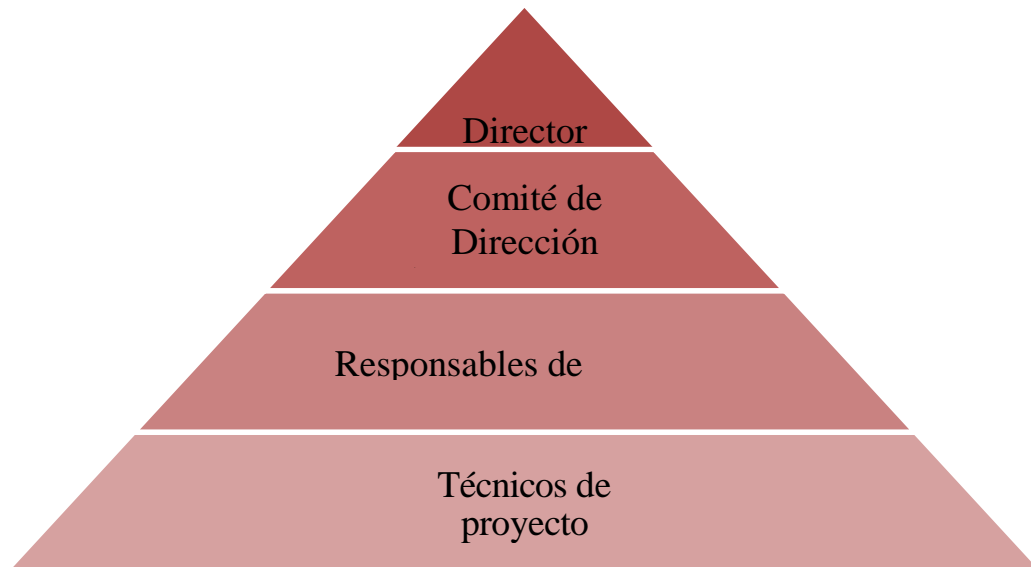 Director
Comité de
Dirección
Responsables de
Técnicos de
proyecto